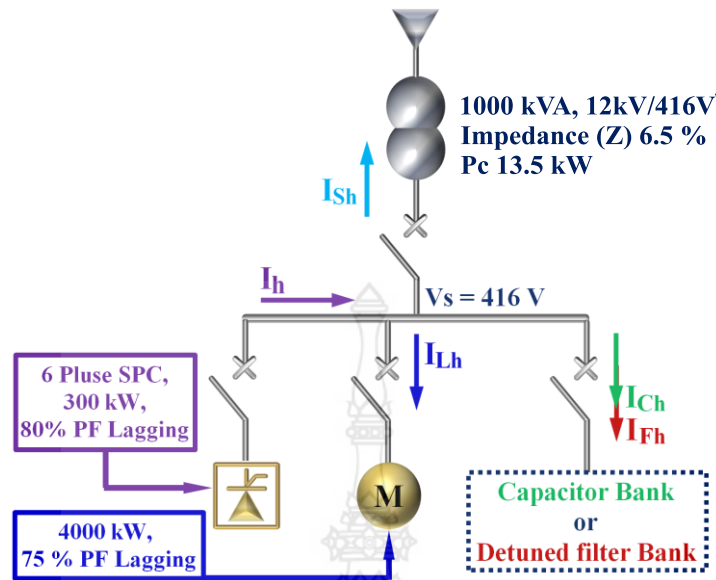 1000 kVA, 12kV/416V
Impedance (Z) 6.5 %
Pc 13.5 kW
ISh
Ih
Vs = 416 V
6 Pluse SPC,
300 kW,
80% PF Lagging
ILh
ICh
IFh
M
Capacitor Bank
or
Detuned filter Bank
4000 kW,
75 % PF Lagging